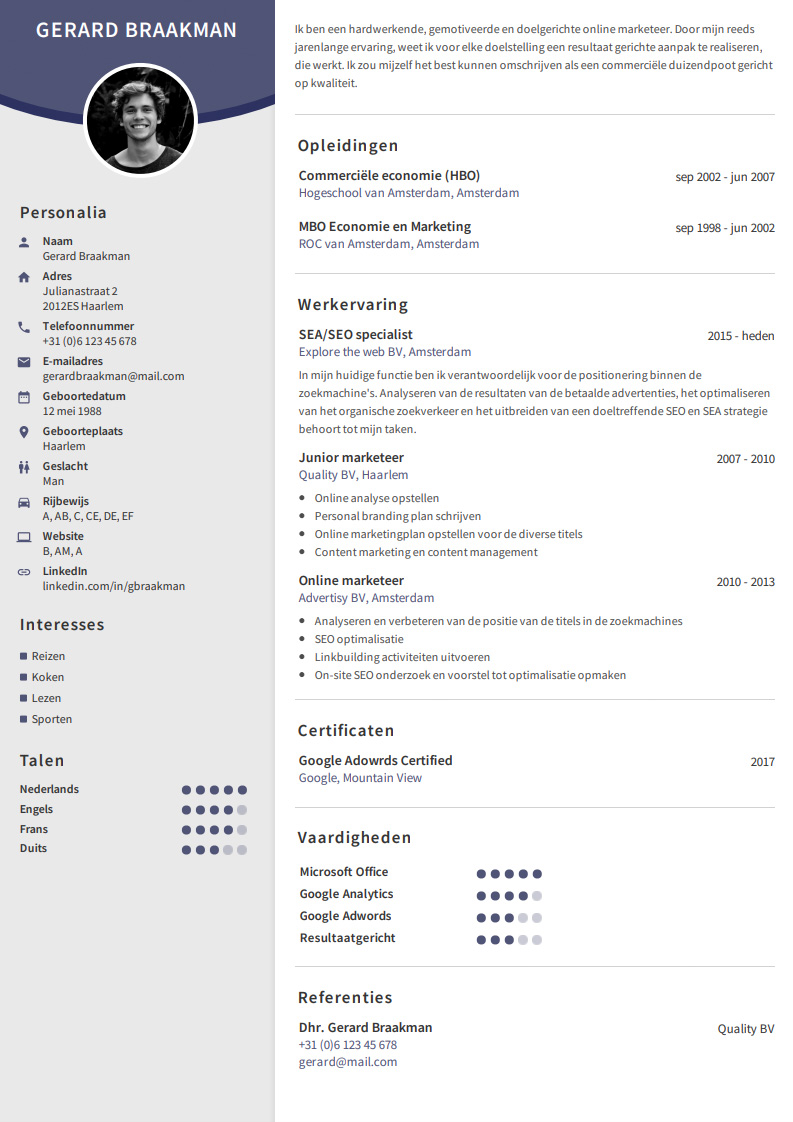 GERARD BRAAKMAN
Personalia
Naam
Gerard Braakman
Adres
Julianastraat 2
2012ES Haarlem
Telefoonnummer
+31 (0)6 123 45 678
E-mailadres
gerardbraakman@mail.com
Geboortedatum
12 mei 1988
Geboorteplaats
Haarlem
Geslacht
Man
Rijbewijs
A, AB, C, CE, DE, EF
Website
B, AM, A
LinkedIn
linkedin.com/in/gbraakman
Interesses
Reizen
Koken
Lezen
Sporten
Talen
Nederlands
Engels
Frans
Duits
Ik ben een hardwerkende, gemotiveerde en doelgerichte online marketeer. Door mijn reeds
jarenlange ervaring, weet ik voor elke doelstelling een resultaat gerichte aanpak te realiseren,
die werkt. Ik zou mijzelf het best kunnen omschrijven als een commerciële duizendpoot gericht
op kwaliteit.
Opleidingen
Commerciële economie (HBO) sep 2002 - jun 2007
Hogeschool van Amsterdam, Amsterdam
MBO Economie en Marketing sep 1998 - jun 2002
ROC van Amsterdam, Amsterdam
Werkervaring
SEA/SEO specialist 2015 - heden
Explore the web BV, Amsterdam
In mijn huidige functie ben ik verantwoordelijk voor de positionering binnen de
zoekmachine's. Analyseren van de resultaten van de betaalde advertenties, het optimaliseren
van het organische zoekverkeer en het uitbreiden van een doeltreffende SEO en SEA strategie
behoort tot mijn taken.
Junior marketeer 2007 - 2010
Quality BV, Haarlem
• Online analyse opstellen
• Personal branding plan schrijven
• Online marketingplan opstellen voor de diverse titels
• Content marketing en content management
Online marketeer 2010 - 2013
Advertisy BV, Amsterdam
• Analyseren en verbeteren van de positie van de titels in de zoekmachines
• SEO optimalisatie
• Linkbuilding activiteiten uitvoeren
• On-site SEO onderzoek en voorstel tot optimalisatie opmaken
Certificaten
Google Adowrds Certified 2017
Google, Mountain View
Vaardigheden
Microsoft Office
Google Analytics
Google Adwords
Resultaatgericht
Referenties
Dhr. Gerard Braakman Quality BV
+31 (0)6 123 45 678
gerard@mail.com